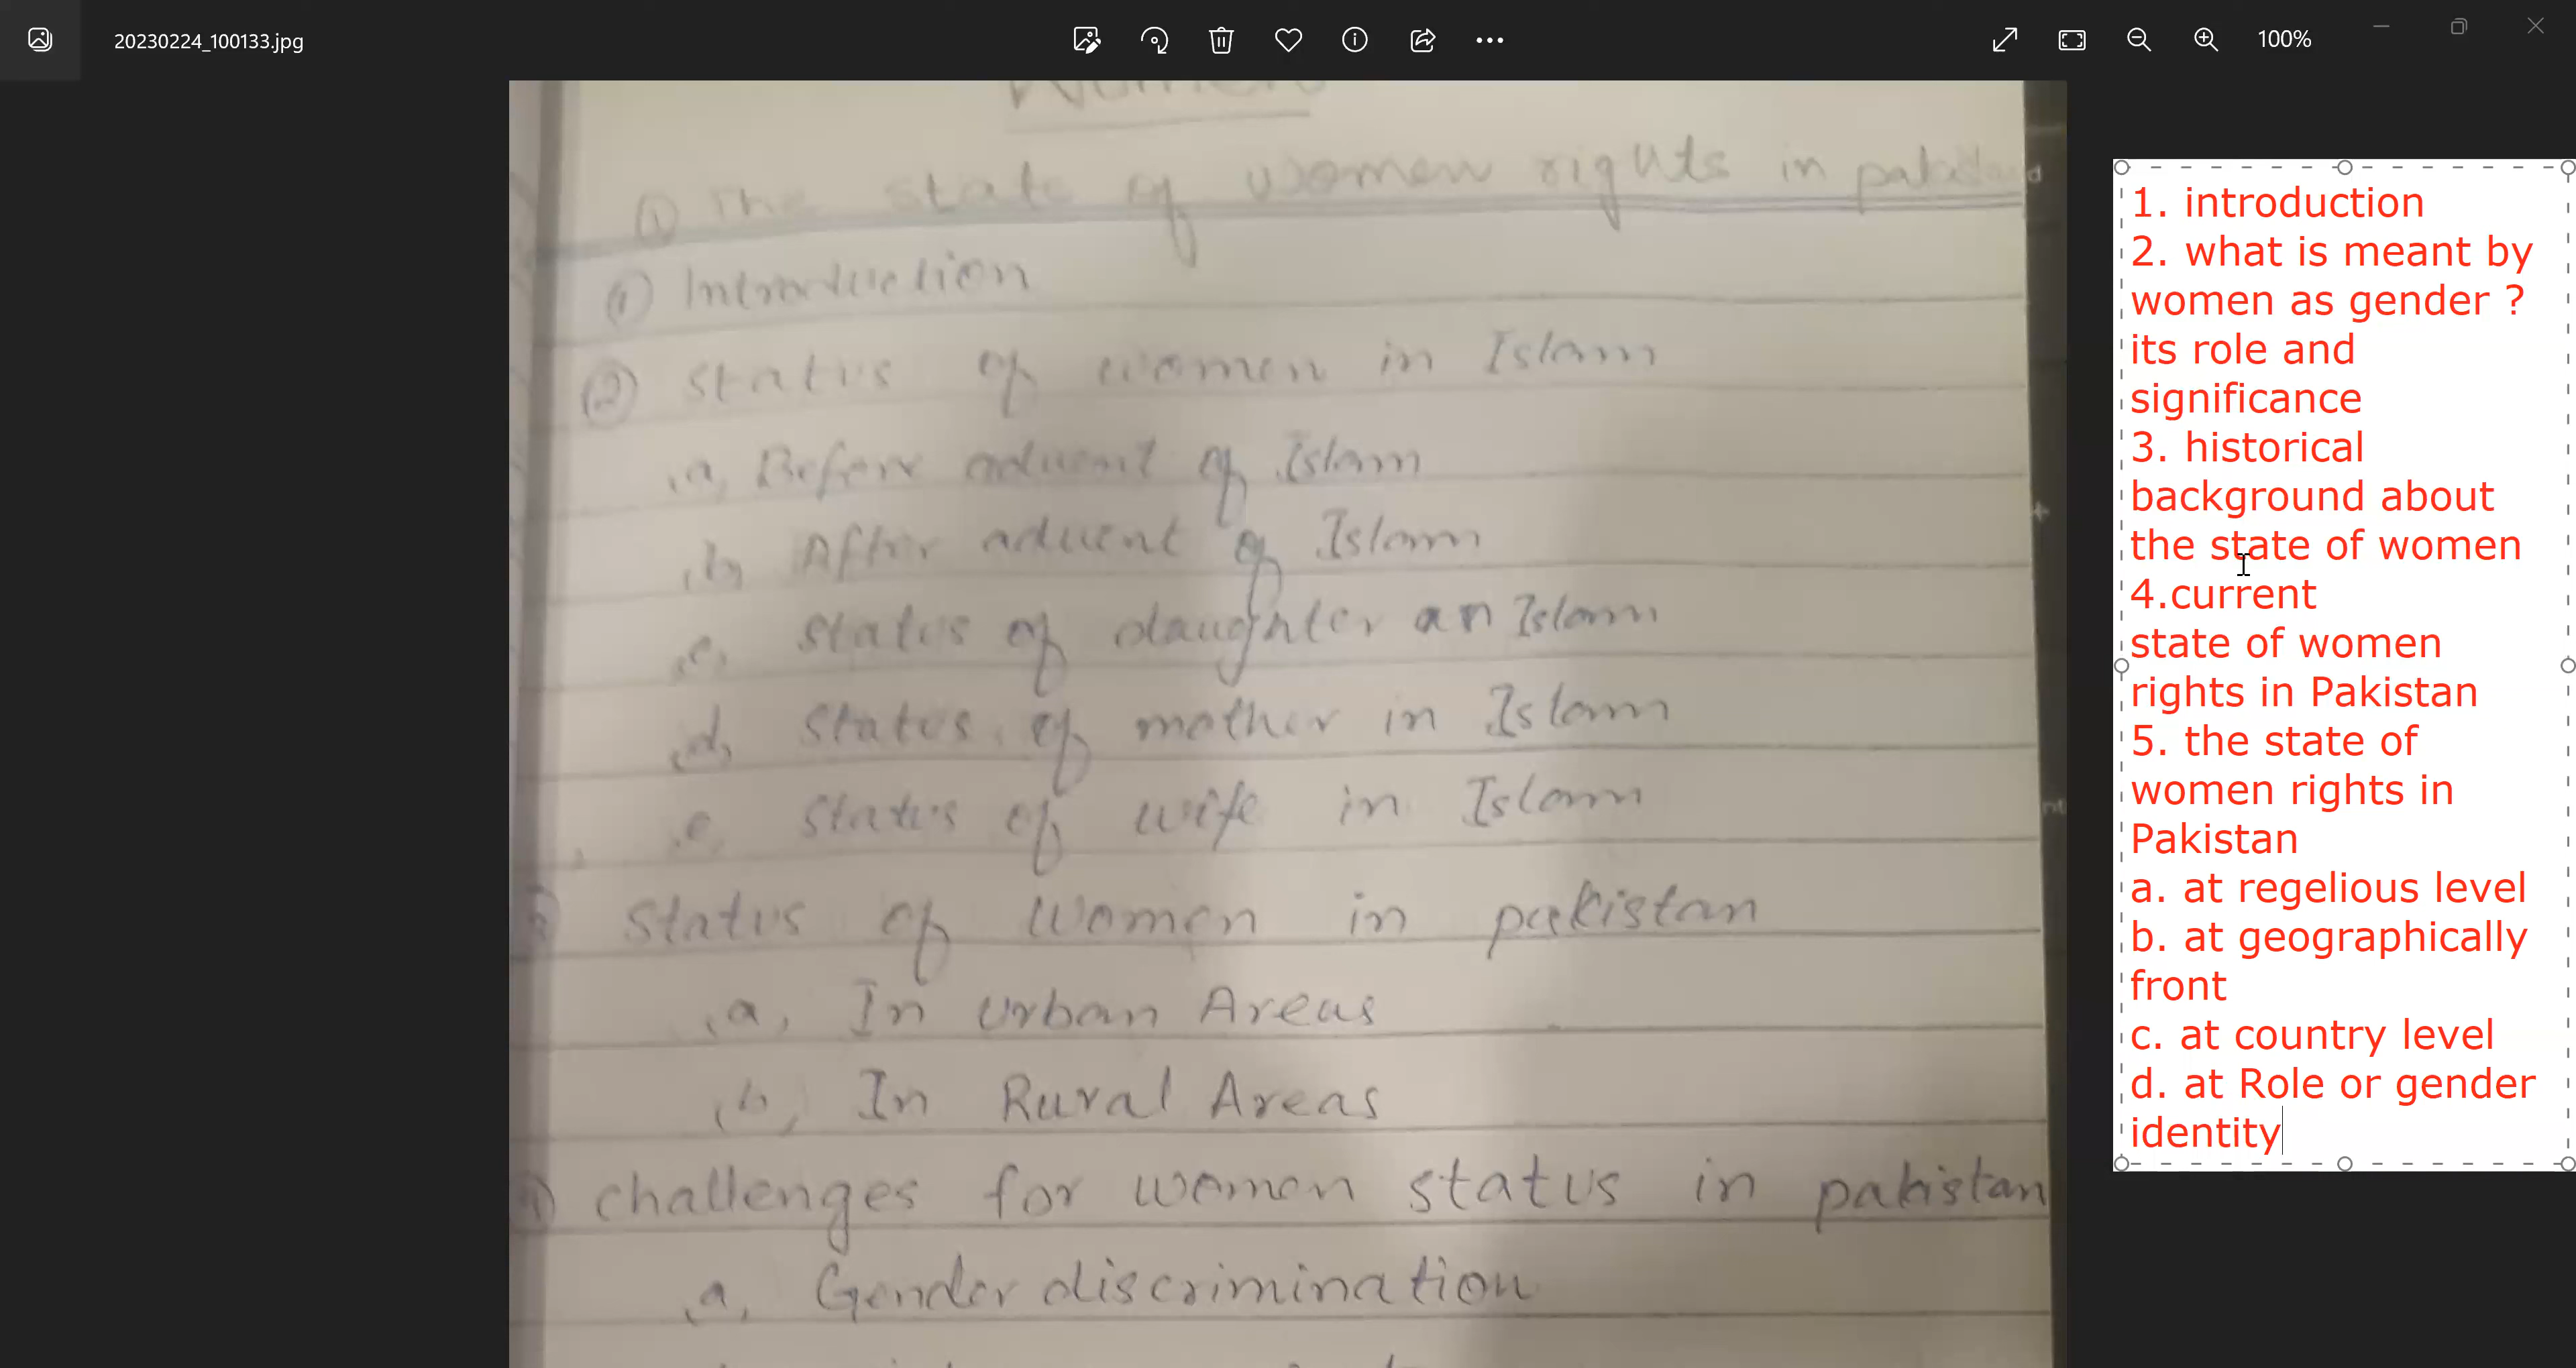 20230224_100133.jpg
100%
Women
① The state of women rights in pakistan
① Introduction
② Status of women in Islam
a, Before advent of Islam
b, After advent of Islam
c, Status of daughter an Islam
d, Status of mother in Islam
e, Status of wife in Islam
③ Status of women in pakistan
a, In Urban Areas
b, In Rural Areas
④ challenges for women status in pakistan
a, Gender discrimination
1. introduction
2. what is meant by
women as gender ?
its role and
significance
3. historical
background about
the state of women
4.current
state of women
rights in Pakistan
5. the state of
women rights in
Pakistan
a. at regelious level
b. at geographically
front
c. at country level
d. at Role or gender
identity